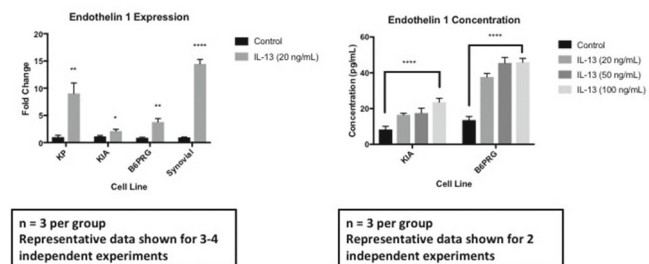 Endothelin 1 Expression
Fold Change
20
15
10
5
0
**
*
**
****
KP
KIA
B6PRG
Synovial
Cell Line
Control
IL-13 (20 ng/mL)
n = 3 per group
Representative data shown for 3-4
independent experiments
Endothelin 1 Concentration
Concentration (pg/mL)
60
40
20
0
****
****
KIA
B6PRG
Cell Line
Control
IL-13 (20 ng/mL)
IL-13 (50 ng/mL)
IL-13 (100 ng/mL)
n = 3 per group
Representative data shown for 2
independent experiments